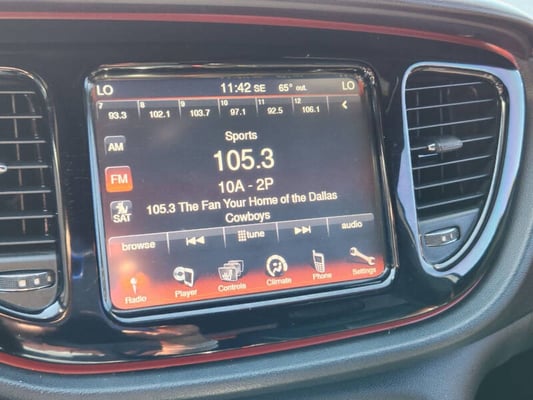 LO 11:42 SE 65° out LO
7 8 9 10 11 12
93.3 102.1 103.7 97.1 92.5 106.1
AM
Sports
105.3
FM
10A - 2P
SAT
105.3 The Fan Your Home of the Dallas
Cowboys
browse tune audio
Radio Player Controls Climate Phone Settings